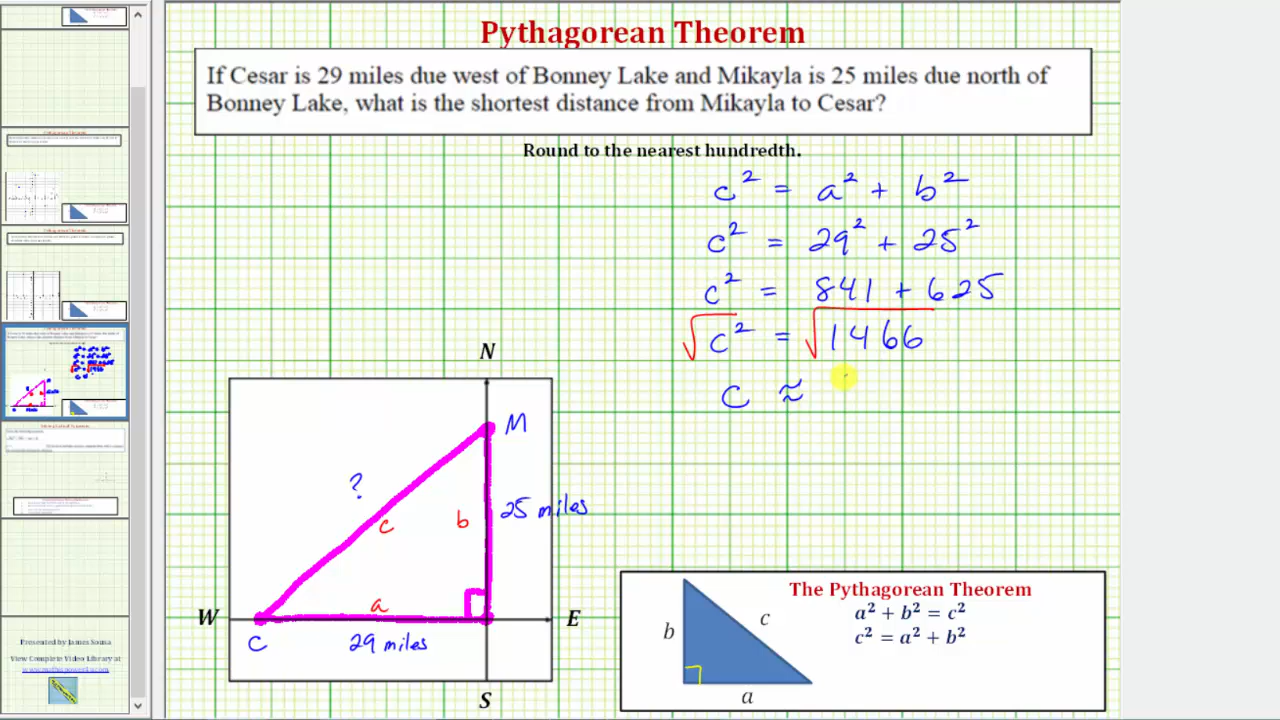 Pythagorean Theorem
If Cesar is 29 miles due west of Bonney Lake and Mikayla is 25 miles due north of
Bonney Lake, what is the shortest distance from Mikayla to Cesar?
Round to the nearest hundredth.
c² = a² + b²
c² = 29² + 25²
c² = 841 + 625
√c² = √1466
c ≈
N
M
?
c
b
25 miles
a
W
E
C
29 miles
S
The Pythagorean Theorem
a² + b² = c²
c² = a² + b²
b
c
a
Presented by James Sousa
View Complete Video Library at